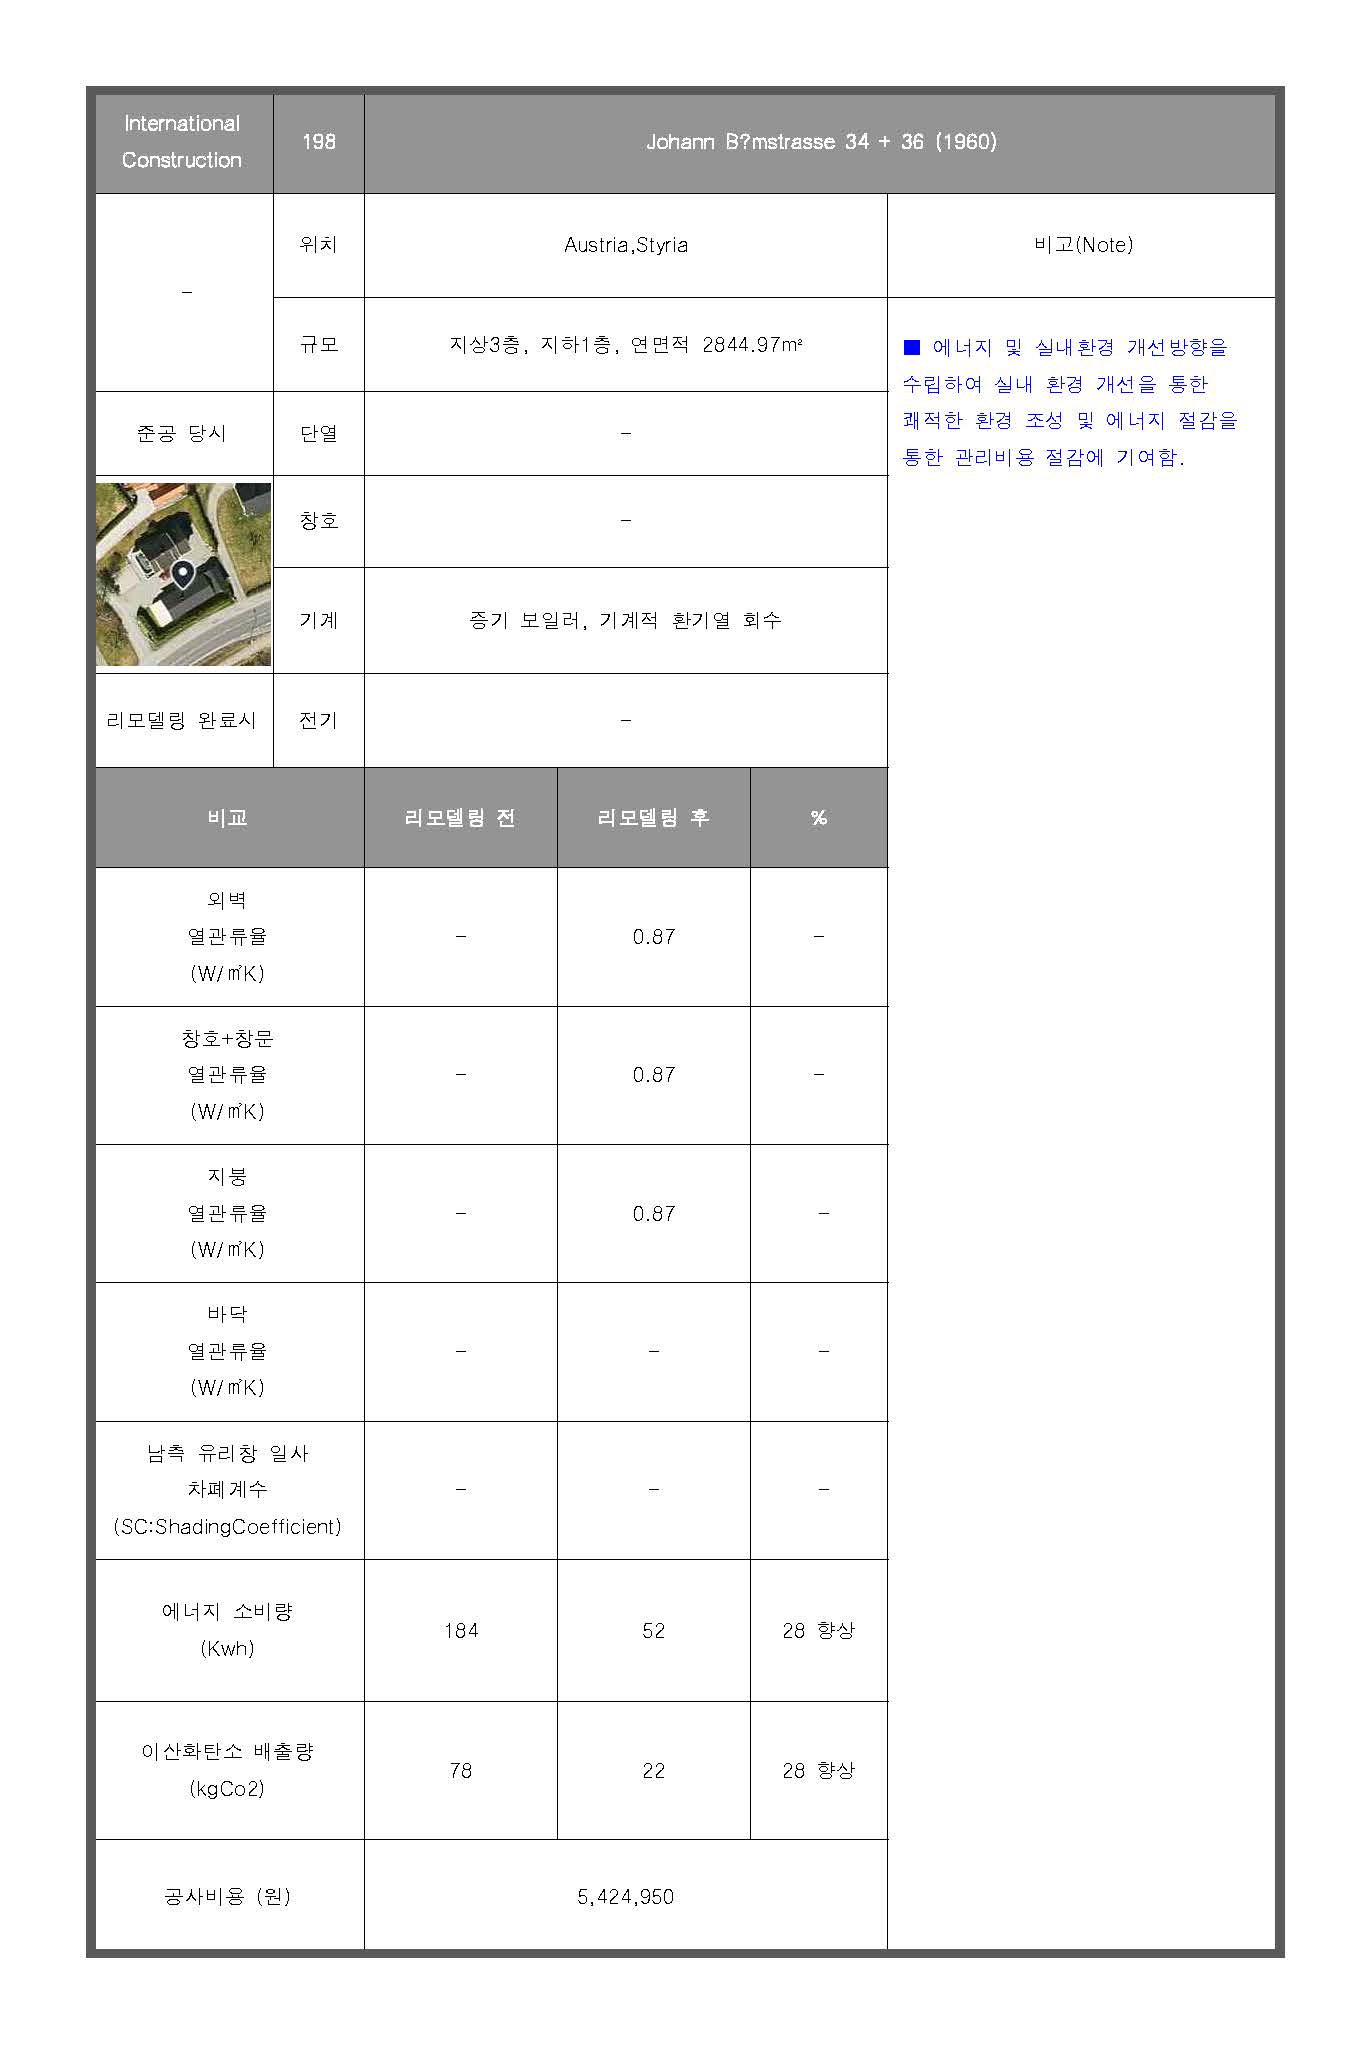 International
Construction
198
Johann B?mstrasse 34 + 36 (1960)
-
위치
Austria,Styria
비고(Note)
규모
지상3층, 지하1층, 연면적 2844.97m²
■ 에너지 및 실내환경 개선방향을
수립하여 실내 환경 개선을 통한
쾌적한 환경 조성 및 에너지 절감을
통한 관리비용 절감에 기여함.
준공 당시
단열
-
창호
-
기계
증기 보일러, 기계적 환기열 회수
리모델링 완료시
전기
-
비교
리모델링 전
리모델링 후
%
외벽
열관류율
(W/㎡K)
-
0.87
-
창호+창문
열관류율
(W/㎡K)
-
0.87
-
지붕
열관류율
(W/㎡K)
-
0.87
-
바닥
열관류율
(W/㎡K)
-
-
-
남측 유리창 일사
차폐계수
(SC:ShadingCoefficient)
-
-
-
에너지 소비량
(Kwh)
184
52
28 향상
이산화탄소 배출량
(kgCo2)
78
22
28 향상
공사비용 (원)
5,424,950